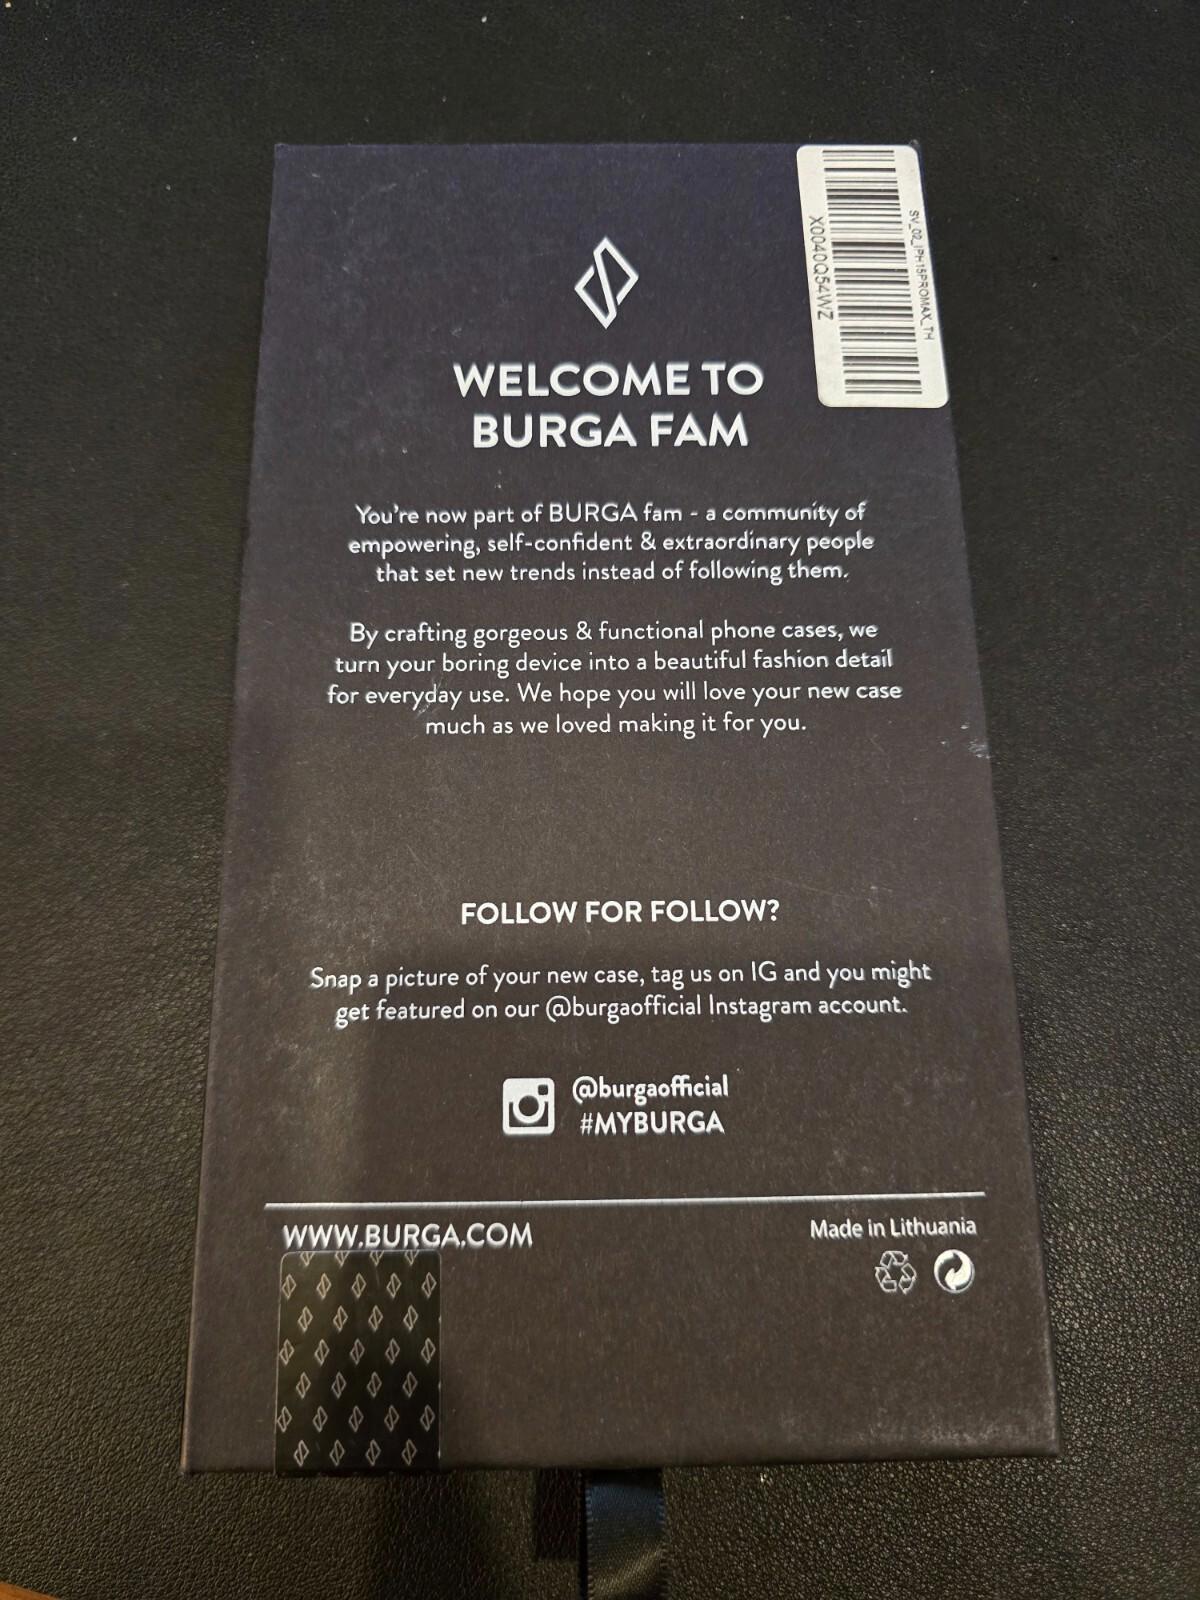 SV_02_IPH15PROMAX_TH
X0040Q54WZ
WELCOME TO
BURGA FAM
You're now part of BURGA fam - a community of
empowering, self-confident & extraordinary people
that set new trends instead of following them.
By crafting gorgeous & functional phone cases, we
turn your boring device into a beautiful fashion detail
for everyday use. We hope you will love your new case
much as we loved making it for you.
FOLLOW FOR FOLLOW?
Snap a picture of your new case, tag us on IG and you might
get featured on our @burgaofficial Instagram account.
@burgaofficial
#MYBURGA
WWW.BURGA.COM
Made in Lithuania